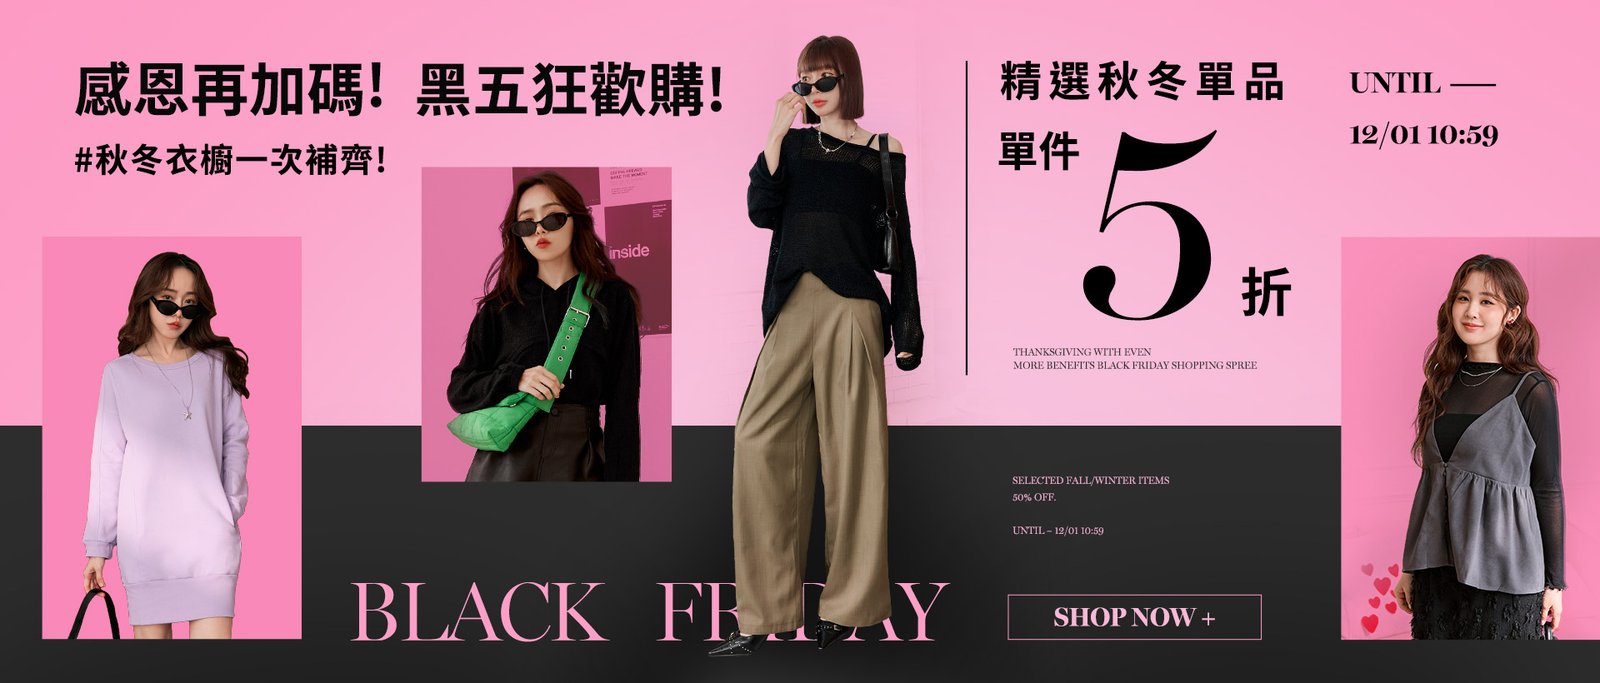 感恩再加碼! 黑五狂歡購!
#秋冬衣櫥一次補齊!
inside
精選秋冬單品
單件 5 折
THANKSGIVING WITH EVEN
MORE BENEFITS BLACK FRIDAY SHOPPING SPREE
UNTIL —
12/01 10:59
SELECTED FALL/WINTER ITEMS
50% OFF.
UNTIL – 12/01 10:59
BLACK FRIDAY
SHOP NOW +